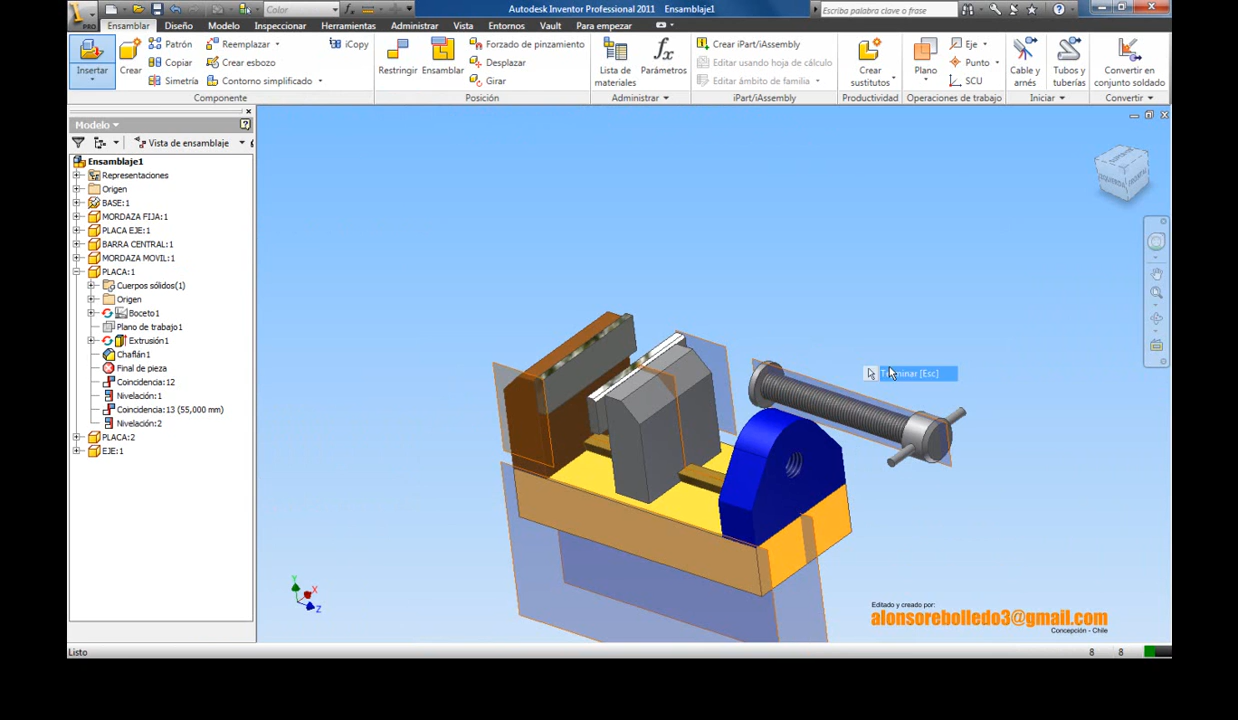 PRO
Color
Autodesk Inventor Professional 2011 Ensamblaje1
Escriba palabra clave o frase
Ensamblar Diseño Modelo Inspeccionar Herramientas Administrar Vista Entornos Vault Para empezar
Insertar
Crear
Patrón
Copiar
Simetría
Reemplazar
Crear esbozo
Contorno simplificado
iCopy
Restringir
Ensamblar
Forzado de pinzamiento
Desplazar
Girar
Lista de materiales
Parámetros
Crear iPart/iAssembly
Editar usando hoja de cálculo
Editar ámbito de familia
Crear sustitutos
Plano
Eje
Punto
SCU
Cable y arnés
Tubos y tuberías
Convertir en conjunto soldado
Componente Posición Administrar iPart/iAssembly Productividad Operaciones de trabajo Iniciar Convertir
Modelo
Vista de ensamblaje
Ensamblaje1
Representaciones
Origen
BASE:1
MORDAZA FIJA:1
PLACA EJE:1
BARRA CENTRAL:1
MORDAZA MOVIL:1
PLACA:1
Cuerpos sólidos(1)
Origen
Boceto1
Plano de trabajo1
Extrusión1
Chaflán1
Final de pieza
Coincidencia:12
Nivelación:1
Coincidencia:13 (55,000 mm)
Nivelación:2
PLACA:2
EJE:1
Terminar [Esc]
IZQUIERDA
FRONTAL
Y
X
Z
Editado y creado por:
alonsorebolledo3@gmail.com
Concepción - Chile
Listo
8 8